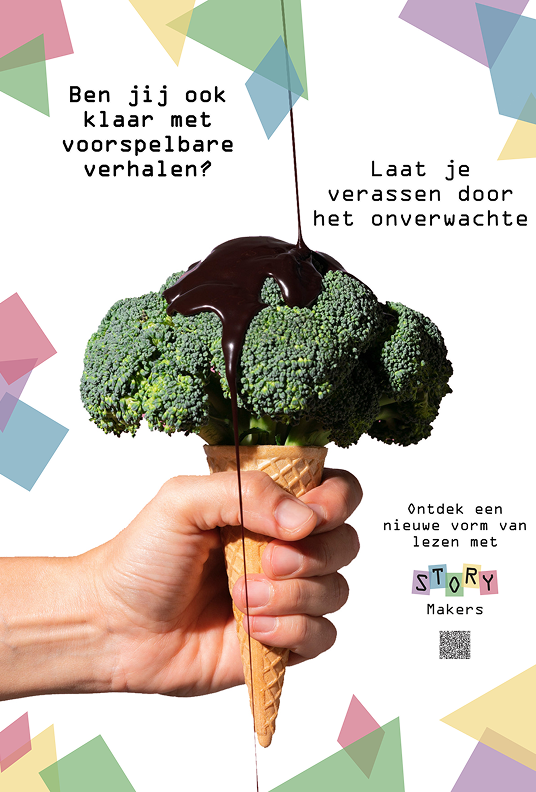 Ben jij ook
klaar met
voorspelbare
verhalen?
Laat je
verassen door
het onverwachte
Ontdek een
nieuwe vorm van
lezen met
STORY
Makers